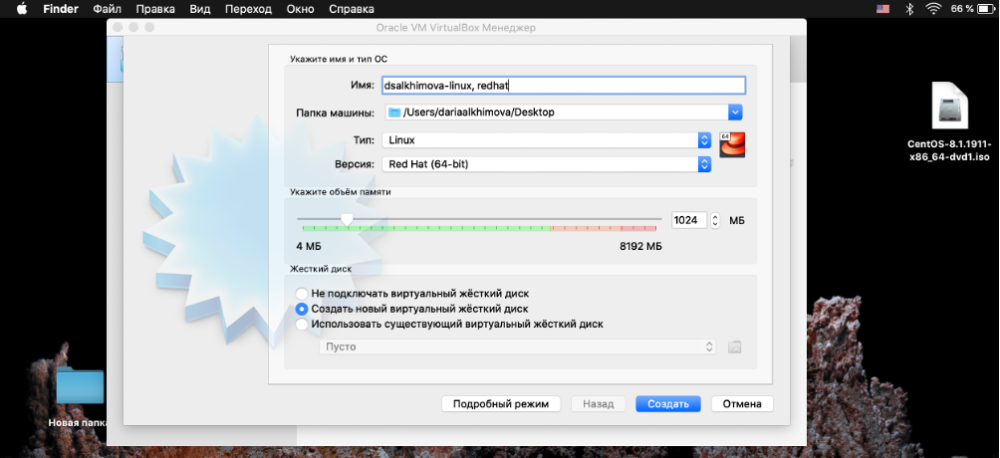 Finder Файл Правка Вид Переход Окно Справка 66 %
Oracle VM VirtualBox Менеджер
Укажите имя и тип ОС
Имя: dsalkhimova-linux, redhat
Папка машины: /Users/dariaalkhimova/Desktop
Тип: Linux
64
Версия: Red Hat (64-bit)
Укажите объём памяти
1024 МБ
4 МБ 8192 МБ
Жесткий диск
Не подключать виртуальный жёсткий диск
Создать новый виртуальный жёсткий диск
Использовать существующий виртуальный жёсткий диск
Пусто
Подробный режим Назад Создать Отмена
CentOS-8.1.1911-
x86_64-dvd1.iso
Новая папк